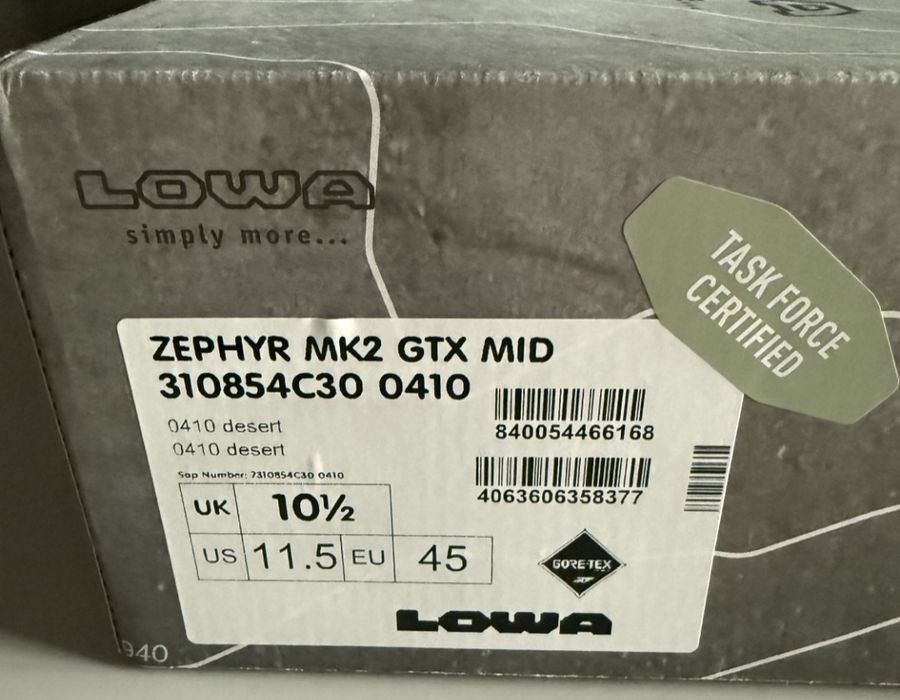 LOWA
simply more...
TASK FORCE
CERTIFIED
ZEPHYR MK2 GTX MID
310854C30 0410
0410 desert
0410 desert
840054466168
4063606358377
Sap Number: 7310854C30 0410
UK 10½
US 11.5 EU 45
GORE-TEX
LOWA
940